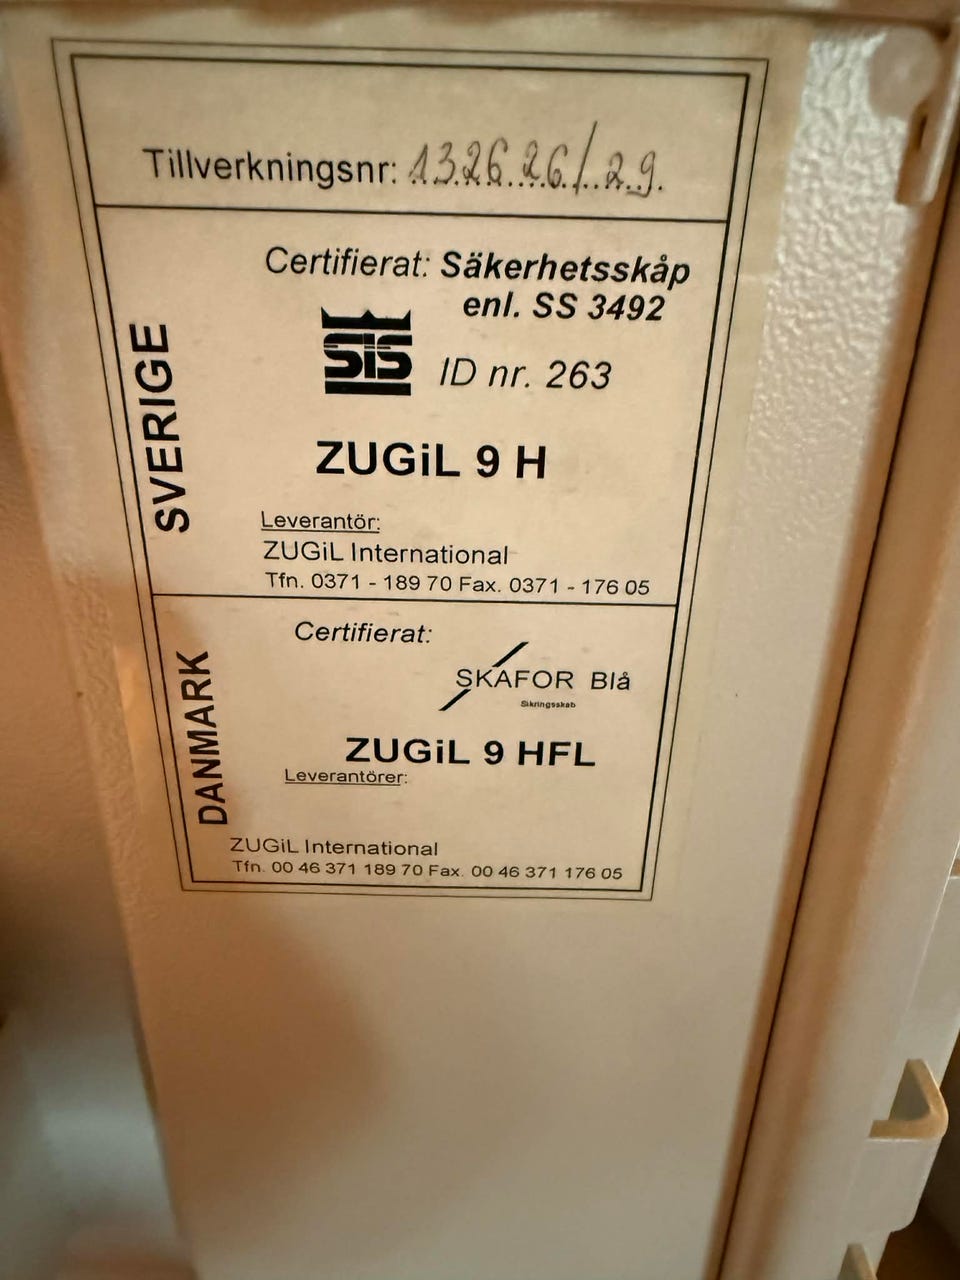 Tillverkningsnr: 132626/29.
SVERIGE
Certifierat: Säkerhetsskåp
enl. SS 3492
SIS
ID nr. 263
ZUGiL 9 H
Leverantör:
ZUGiL International
Tfn. 0371 - 189 70 Fax. 0371 - 176 05
DANMARK
Certifierat:
SKAFOR Blå
Sikringsskab
ZUGiL 9 HFL
Leverantörer:
ZUGiL International
Tfn. 00 46 371 189 70 Fax. 00 46 371 176 05